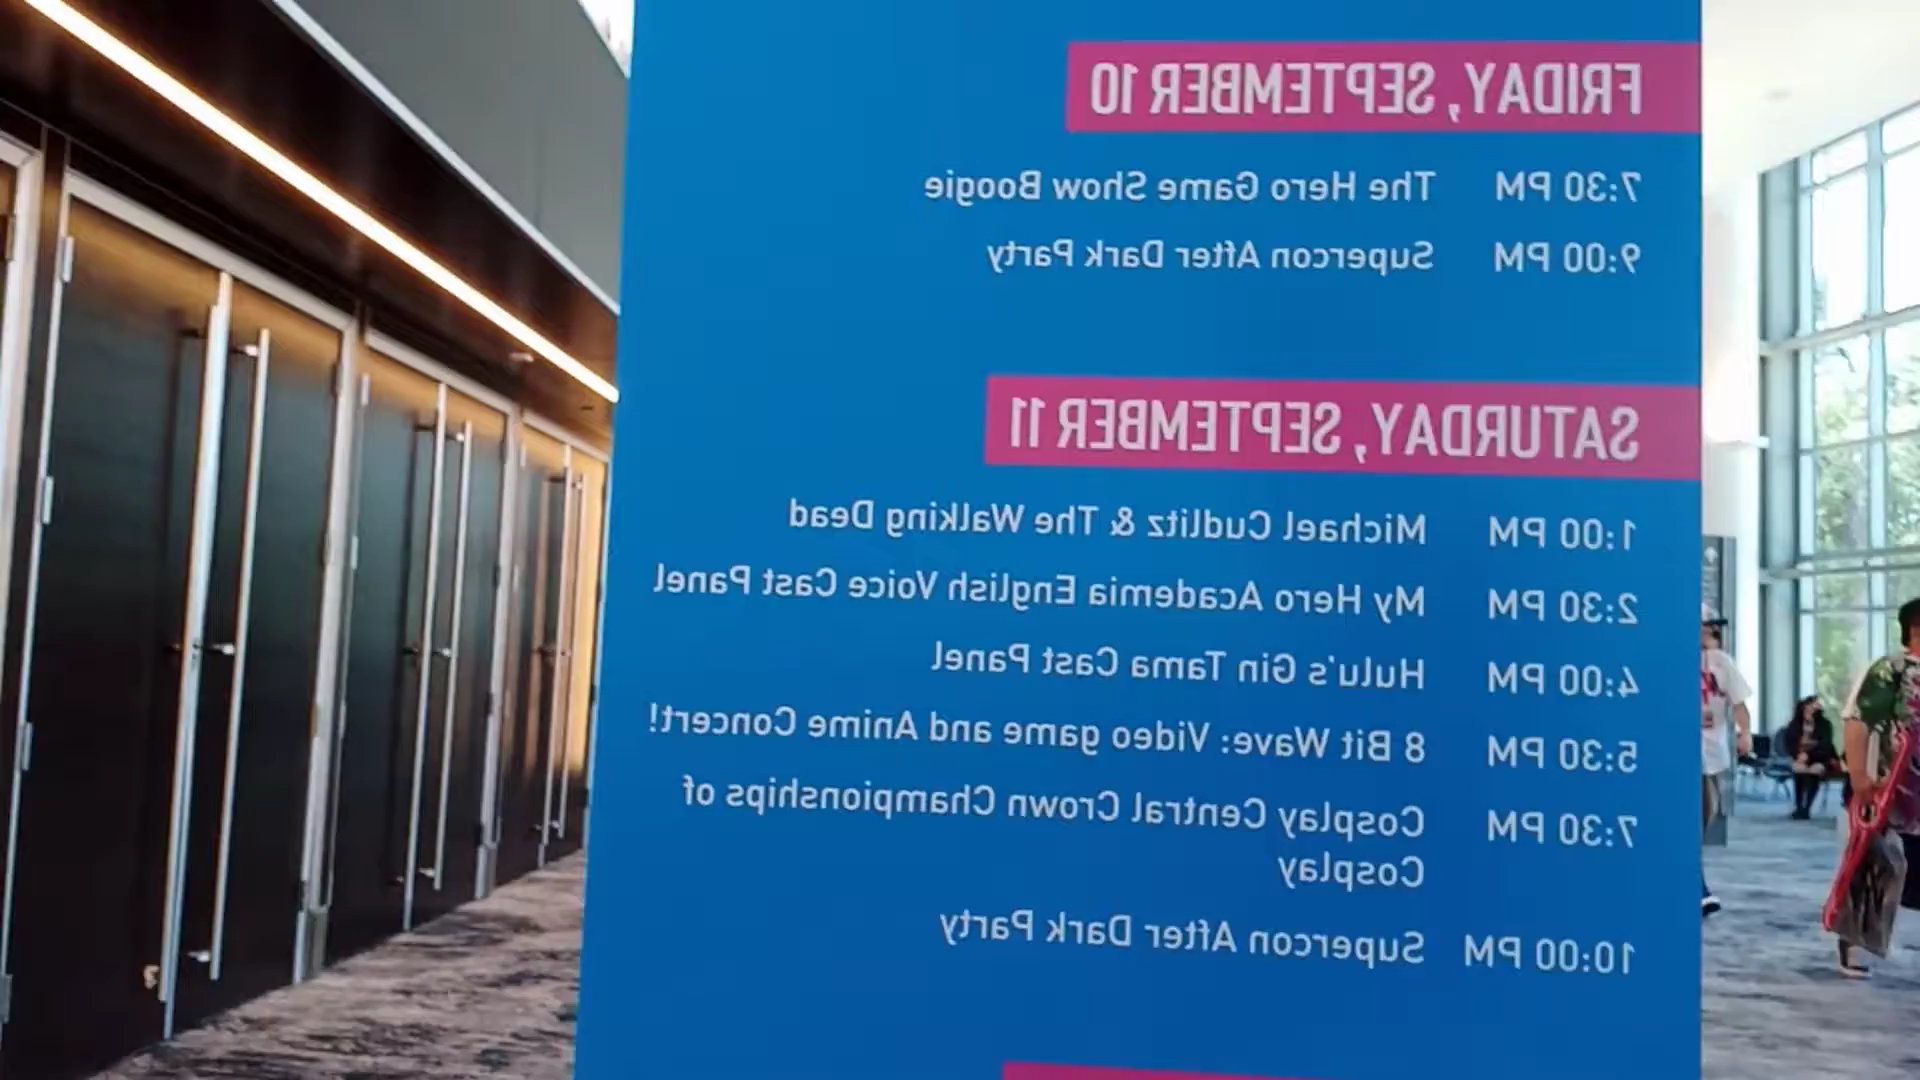 FRIDAY, SEPTEMBER 10
7:30 PM The Hero Game Show Boogie
9:00 PM Supercon After Dark Party
SATURDAY, SEPTEMBER 11
1:00 PM Michael Cudlitz & The Walking Dead
2:30 PM My Hero Academia English Voice Cast Panel
4:00 PM Hulu's Gin Tama Cast Panel
5:30 PM 8 Bit Wave: Video game and Anime Concert!
7:30 PM Cosplay Central Crown Championships of
Cosplay
10:00 PM Supercon After Dark Party